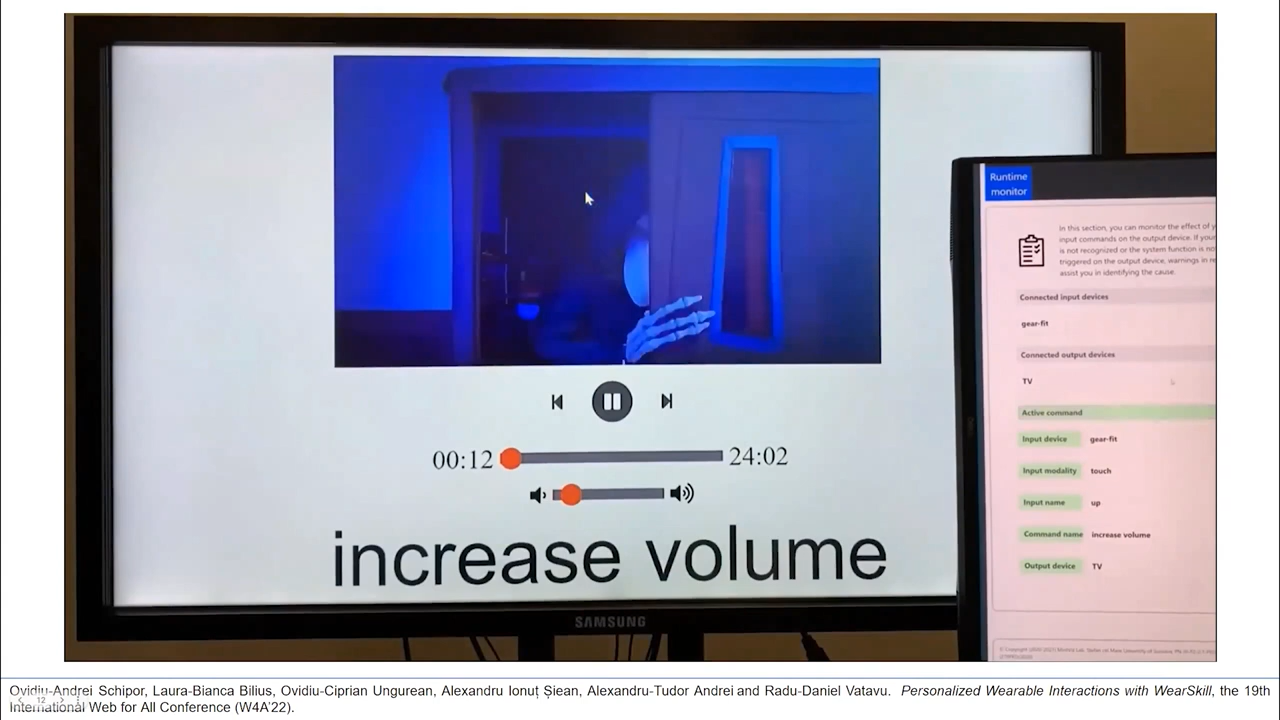 Runtime
monitor
In this section, you can monitor the effect of y
input commands on the output device. If your
is not recognized or the system function is no
triggered on the output device, warnings in re
assist you in identifying the cause.
Connected input devices
gear-fit
Connected output devices
TV
Active command
Input device gear-fit
Input modality touch
Input name up
Command name increase volume
Output device TV
00:12 24:02
increase volume
SAMSUNG
Ovidiu-Andrei Schipor, Laura-Bianca Bilius, Ovidiu-Ciprian Ungurean, Alexandru Ionuț Șiean, Alexandru-Tudor Andrei and Radu-Daniel Vatavu. Personalized Wearable Interactions with WearSkill, the 19th
International Web for All Conference (W4A'22).